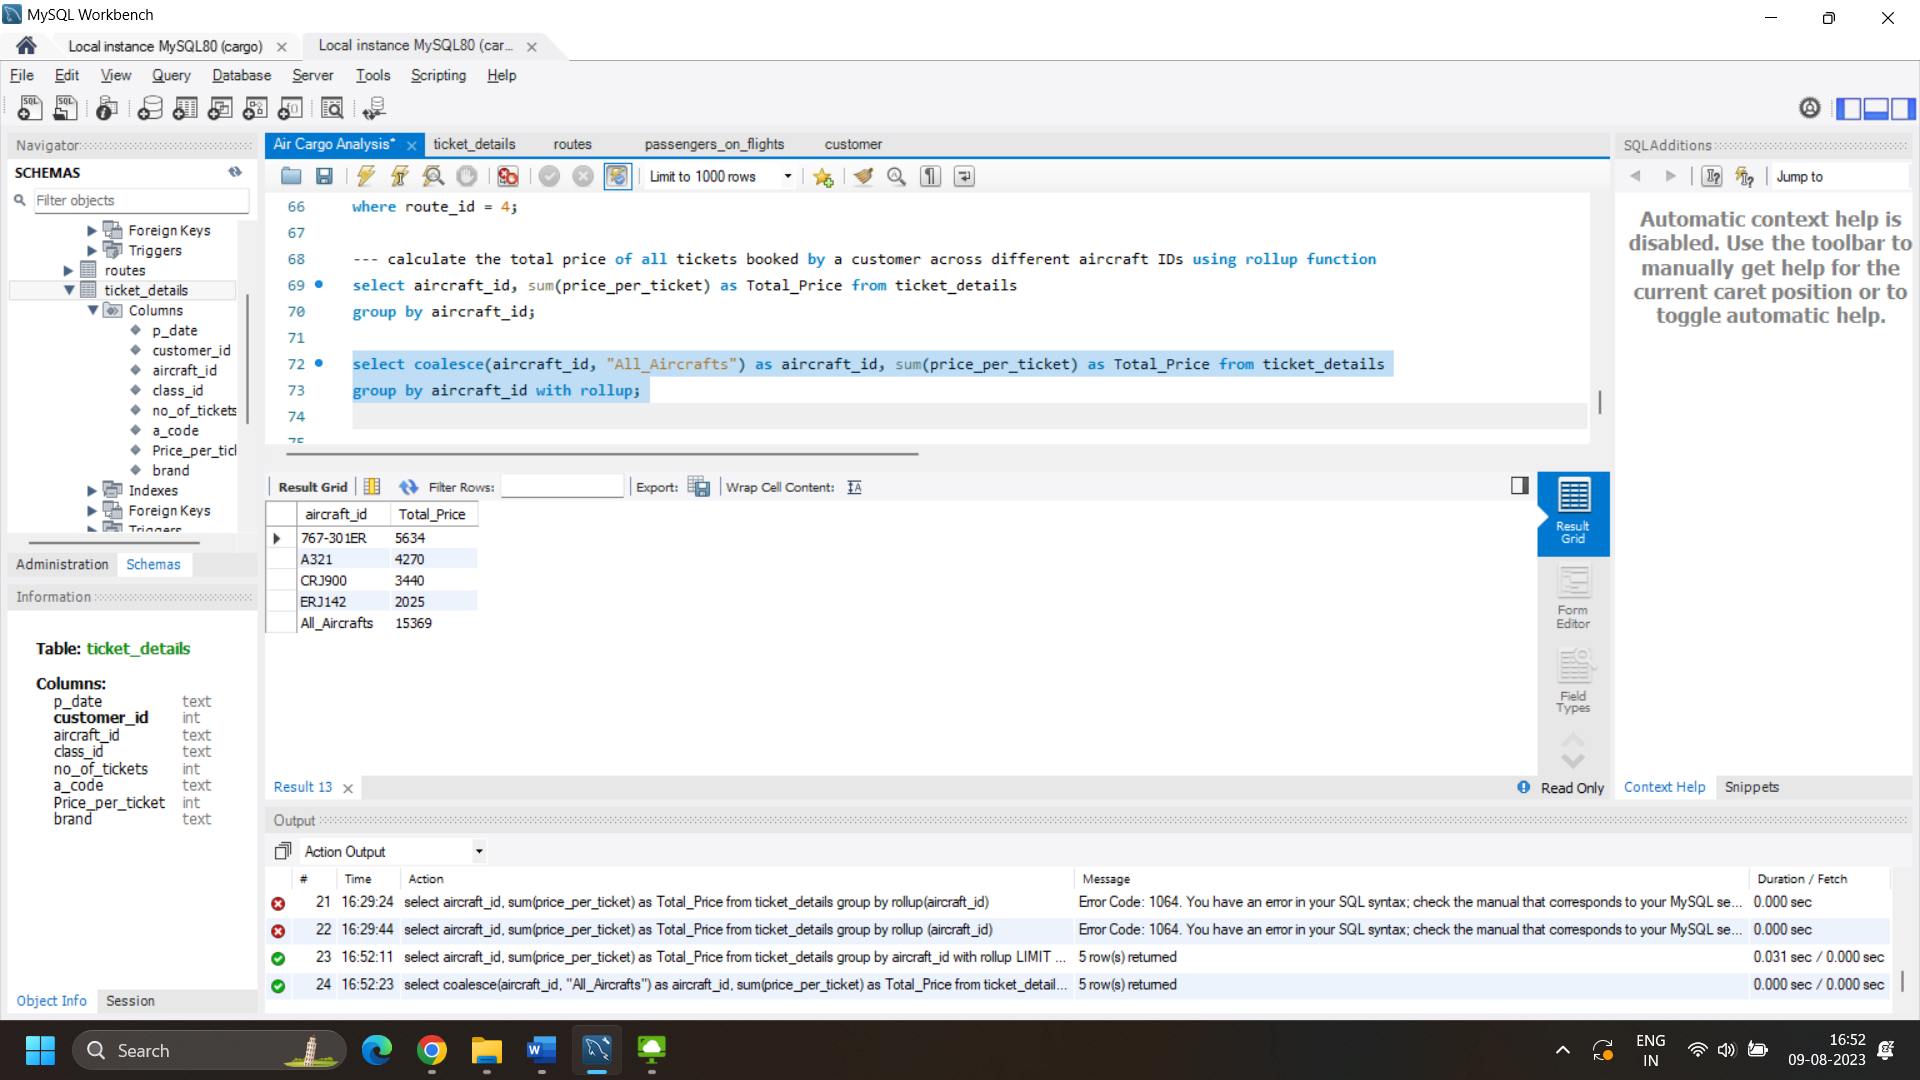 MySQL Workbench
Local instance MySQL80 (cargo)
Local instance MySQL80 (car...
File Edit View Query Database Server Tools Scripting Help
Navigator
SCHEMAS
Filter objects
Foreign Keys
Triggers
routes
ticket_details
Columns
p_date
customer_id
aircraft_id
class_id
no_of_tickets
a_code
Price_per_tic
brand
Indexes
Foreign Keys
Triggers
Administration Schemas
Information
Table: ticket_details
Columns:
p_date text
customer_id int
aircraft_id text
class_id text
no_of_tickets int
a_code text
Price_per_ticket int
brand text
Object Info Session
Air Cargo Analysis* ticket_details routes passengers_on_flights customer
Limit to 1000 rows
66 where route_id = 4;
67
68 --- calculate the total price of all tickets booked by a customer across different aircraft IDs using rollup function
69 select aircraft_id, sum(price_per_ticket) as Total_Price from ticket_details
70 group by aircraft_id;
71
72 select coalesce(aircraft_id, "All_Aircrafts") as aircraft_id, sum(price_per_ticket) as Total_Price from ticket_details
73 group by aircraft_id with rollup;
74
75
Result Grid Filter Rows: Export: Wrap Cell Content:
aircraft_id Total_Price
767-301ER 5634
A321 4270
CRJ900 3440
ERJ142 2025
All_Aircrafts 15369
Result Grid
Form Editor
Field Types
Result 13
Read Only
SQLAdditions
Jump to
Automatic context help is
disabled. Use the toolbar to
manually get help for the
current caret position or to
toggle automatic help.
Context Help Snippets
Output
Action Output
# Time Action Message Duration / Fetch
21 16:29:24 select aircraft_id, sum(price_per_ticket) as Total_Price from ticket_details group by rollup(aircraft_id) Error Code: 1064. You have an error in your SQL syntax; check the manual that corresponds to your MySQL se... 0.000 sec
22 16:29:44 select aircraft_id, sum(price_per_ticket) as Total_Price from ticket_details group by rollup (aircraft_id) Error Code: 1064. You have an error in your SQL syntax; check the manual that corresponds to your MySQL se... 0.000 sec
23 16:52:11 select aircraft_id, sum(price_per_ticket) as Total_Price from ticket_details group by aircraft_id with rollup LIMIT ... 5 row(s) returned 0.031 sec / 0.000 sec
24 16:52:23 select coalesce(aircraft_id, "All_Aircrafts") as aircraft_id, sum(price_per_ticket) as Total_Price from ticket_detail... 5 row(s) returned 0.000 sec / 0.000 sec
Search
ENG
IN
16:52
09-08-2023